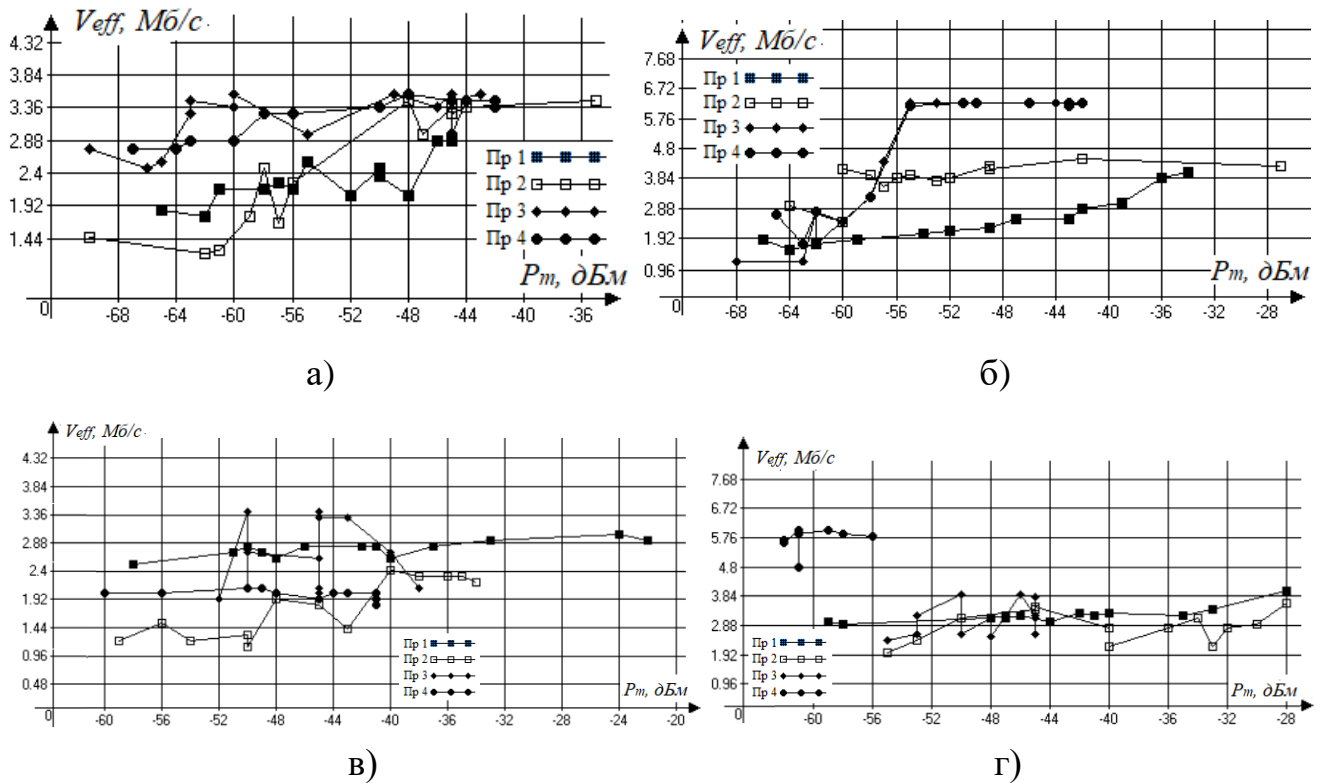 V eff, Мб/с
4.32
3.84
3.36
2.88
2.4
1.92
1.44
0
Пр 1
Пр 2
Пр 3
Пр 4
Pm, дБм
-68 -64 -60 -56 -52 -48 -44 -40 -36
а)
V eff, Мб/с
7.68
6.72
5.76
4.8
3.84
2.88
1.92
0.96
0
Пр 1
Пр 2
Пр 3
Пр 4
Pm, дБм
-68 -64 -60 -56 -52 -48 -44 -40 -36 -32 -28
б)
Veff, Мб/с
4.32
3.84
3.36
2.88
2.4
1.92
1.44
0.96
0.48
0
Пр 1
Пр 2
Пр 3
Пр 4
Pm, дБм
-60 -56 -52 -48 -44 -40 -36 -32 -28 -24 -20
в)
Veff, Мб/с
7.68
6.72
5.76
4.8
3.84
2.88
1.92
0.96
0
Пр 1
Пр 2
Пр 3
Пр 4
Pm, дБм
-60 -56 -52 -48 -44 -40 -36 -32 -28
г)